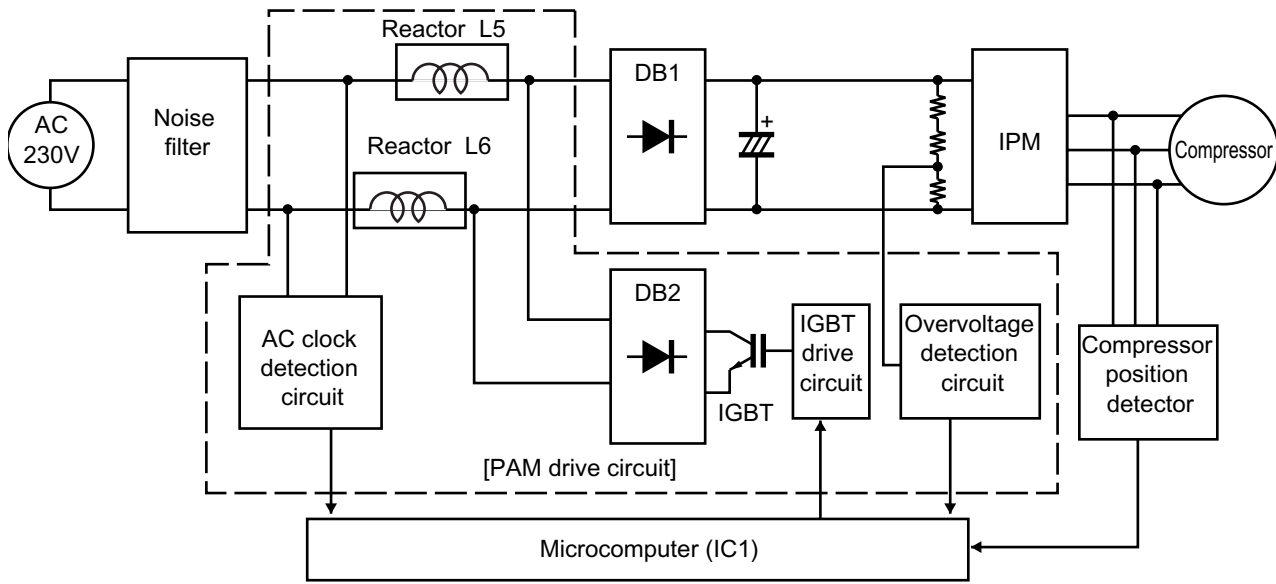 Reactor L5
AC
230V
Noise
filter
DB1
+
IPM
Compressor
Reactor L6
DB2
AC clock
detection
circuit
IGBT
IGBT
drive
circuit
Overvoltage
detection
circuit
Compressor
position
detector
[PAM drive circuit]
Microcomputer (IC1)